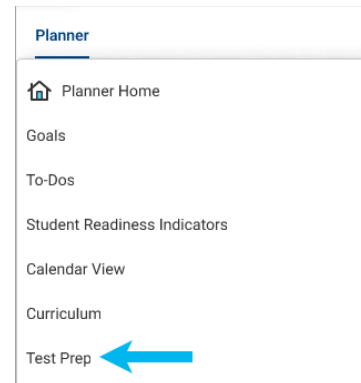 Planner
Planner Home
Goals
To-Dos
Student Readiness Indicators
Calendar View
Curriculum
Test Prep